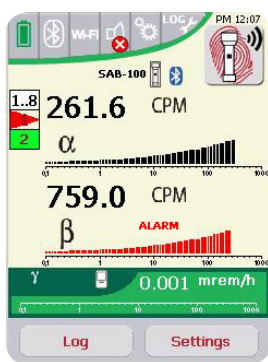 WI-FI LOG PM 12:07
SAB-100
1..8 261.6 CPM
1
2
α
0,1 1 10 100 1000
759.0 CPM
β ALARM
0,1 1 10 100 1000
γ 0.001 mrem/h
0,1 1 10 100 1000
Log Settings